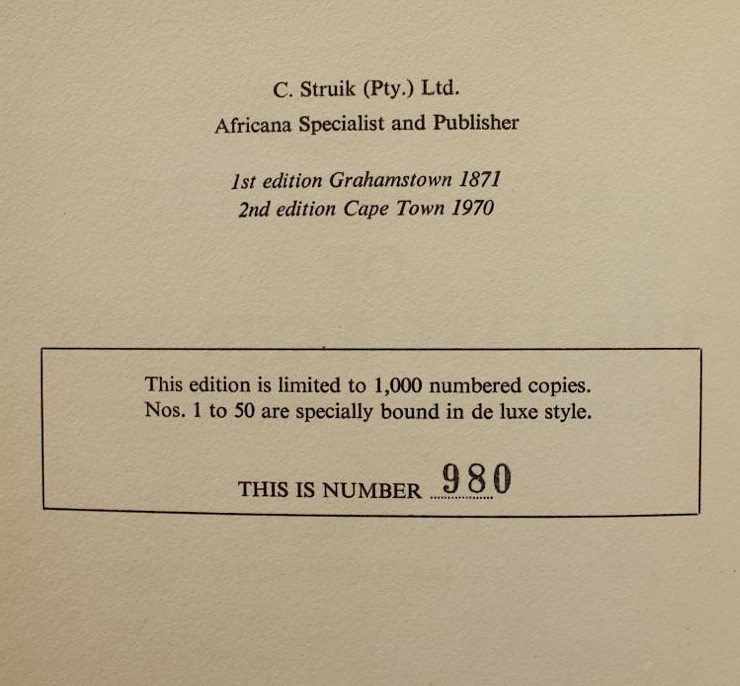 C. Struik (Pty.) Ltd.
Africana Specialist and Publisher
1st edition Grahamstown 1871
2nd edition Cape Town 1970
This edition is limited to 1,000 numbered copies.
Nos. 1 to 50 are specially bound in de luxe style.
THIS IS NUMBER 980